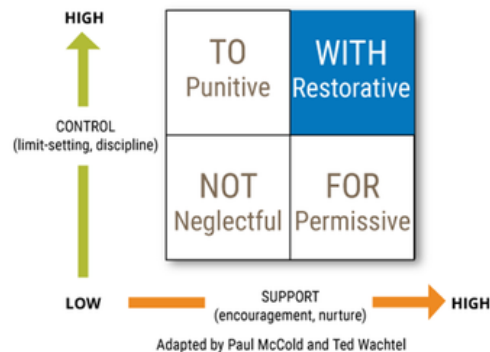 HIGH
TO
Punitive
WITH
Restorative
CONTROL
(limit-setting, discipline)
NOT
Neglectful
FOR
Permissive
LOW
SUPPORT
(encouragement, nurture)
HIGH
Adapted by Paul McCold and Ted Wachtel